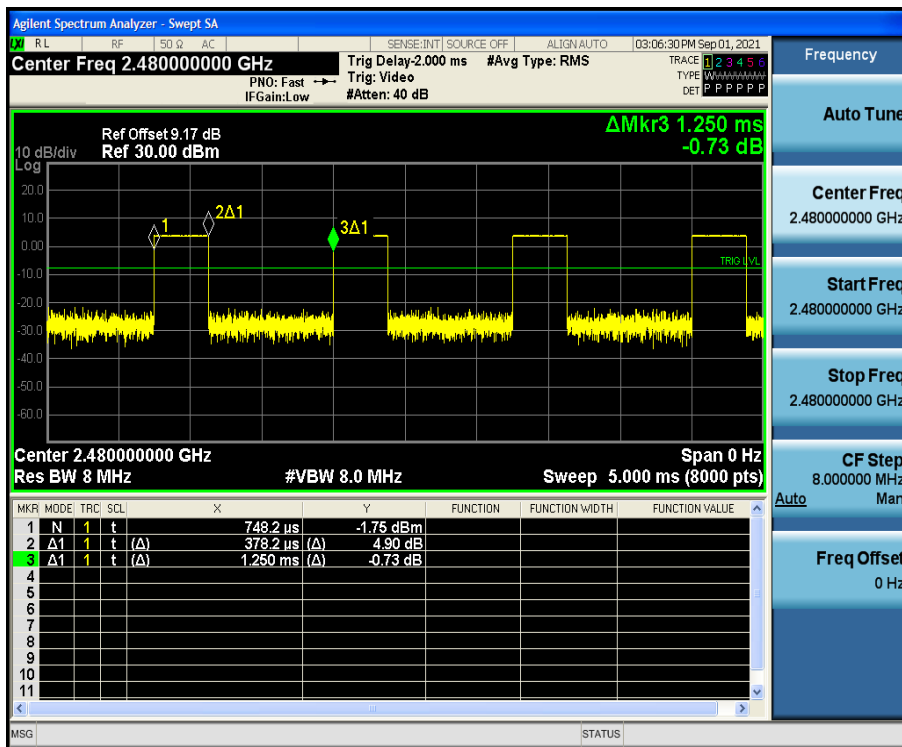 Agilent Spectrum Analyzer - Swept SA
LXI RL RF 50 Ω AC SENSE:INT SOURCE OFF ALIGN AUTO 03:06:30 PM Sep 01, 2021
Center Freq 2.480000000 GHz
PNO: Fast
IFGain:Low
Trig Delay-2.000 ms #Avg Type: RMS
Trig: Video
#Atten: 40 dB
TRACE 1 2 3 4 5 6
TYPE W
DET P P P P P P
ΔMkr3 1.250 ms
-0.73 dB
Ref Offset 9.17 dB
10 dB/div Ref 30.00 dBm
Log
20.0
10.0
0.00
-10.0
-20.0
-30.0
-40.0
-50.0
-60.0
1
2Δ1
3Δ1
TRIG LVL
Center 2.480000000 GHz Span 0 Hz
Res BW 8 MHz #VBW 8.0 MHz Sweep 5.000 ms (8000 pts)
MKR MODE TRC SCL X Y FUNCTION FUNCTION WIDTH FUNCTION VALUE
1 N 1 t 748.2 µs -1.75 dBm
2 Δ1 1 t (Δ) 378.2 µs (Δ) 4.90 dB
3 Δ1 1 t (Δ) 1.250 ms (Δ) -0.73 dB
4
5
6
7
8
9
10
11
MSG STATUS
Frequency
Auto Tune
Center Freq
2.480000000 GHz
Start Freq
2.480000000 GHz
Stop Freq
2.480000000 GHz
CF Step
8.000000 MHz
Auto Man
Freq Offset
0 Hz